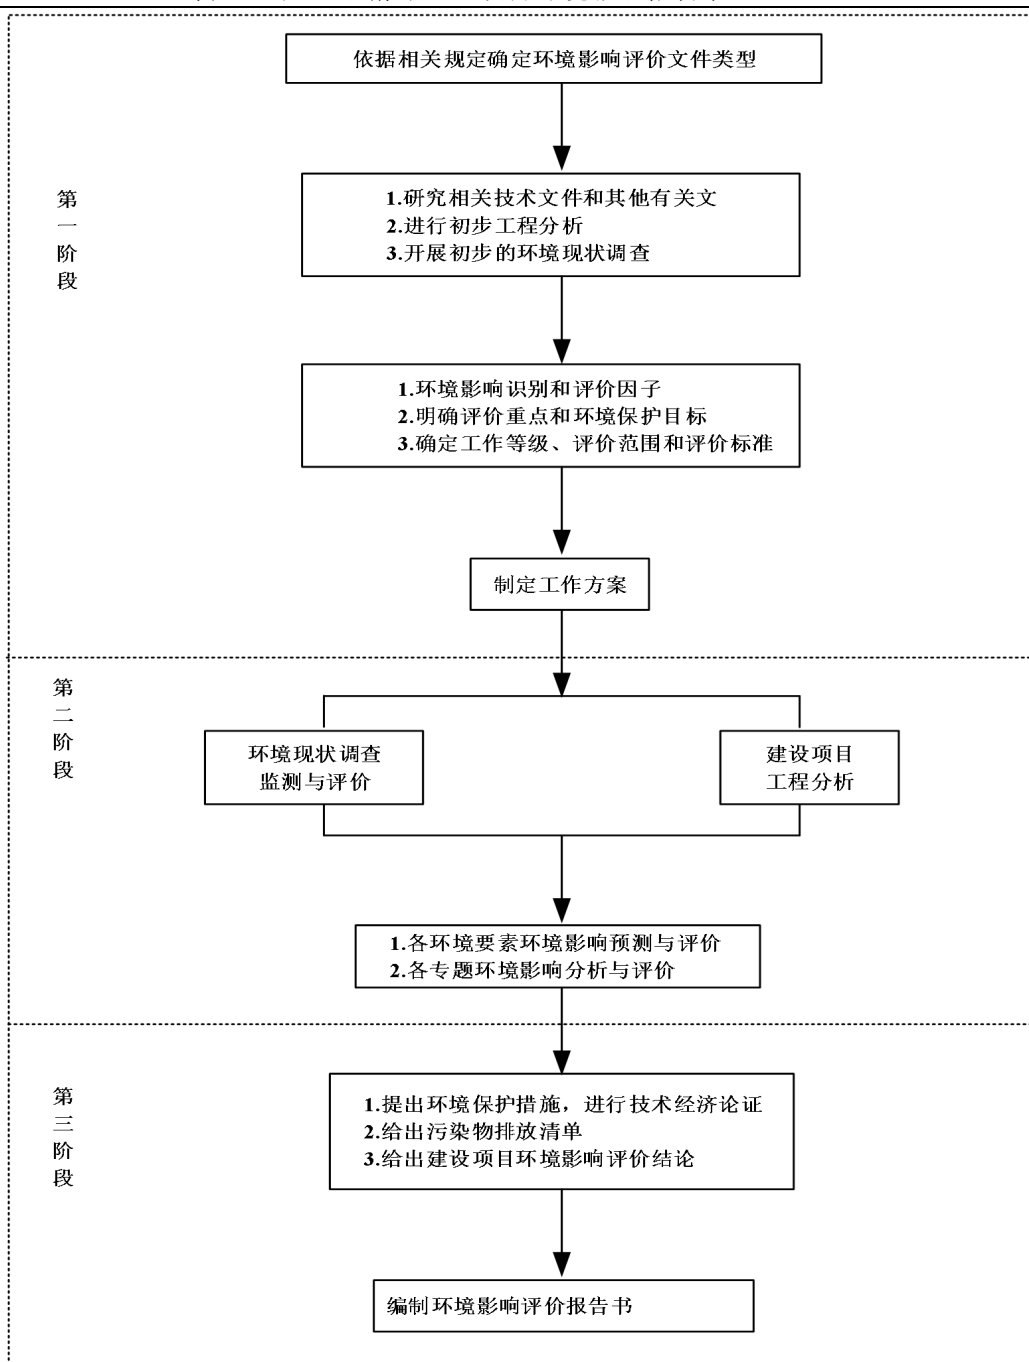 依据相关规定确定环境影响评价文件类型
第一阶段
1.研究相关技术文件和其他有关文
2.进行初步工程分析
3.开展初步的环境现状调查
1.环境影响识别和评价因子
2.明确评价重点和环境保护目标
3.确定工作等级、评价范围和评价标准
制定工作方案
第二阶段
环境现状调查
监测与评价
建设项目
工程分析
1.各环境要素环境影响预测与评价
2.各专题环境影响分析与评价
第三阶段
1.提出环境保护措施，进行技术经济论证
2.给出污染物排放清单
3.给出建设项目环境影响评价结论
编制环境影响评价报告书